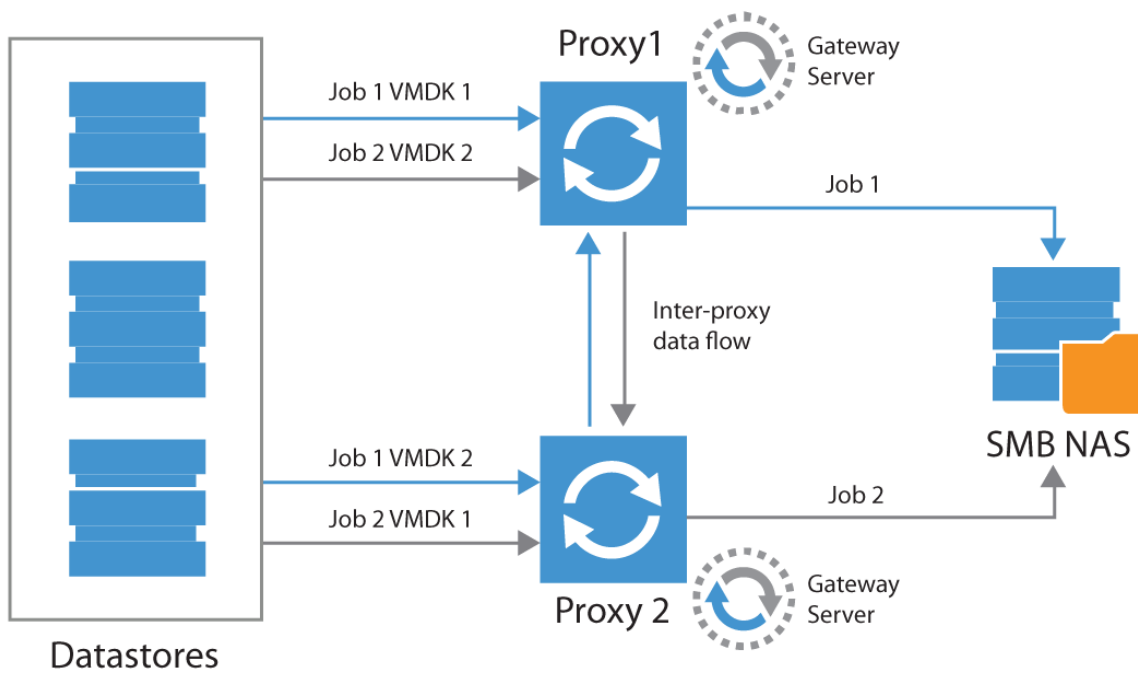 Proxy1
Gateway
Server
Job 1 VMDK 1
Job 2 VMDK 2
Job 1
Inter-proxy
data flow
SMB NAS
Job 1 VMDK 2
Job 2 VMDK 1
Job 2
Proxy 2
Gateway
Server
Datastores